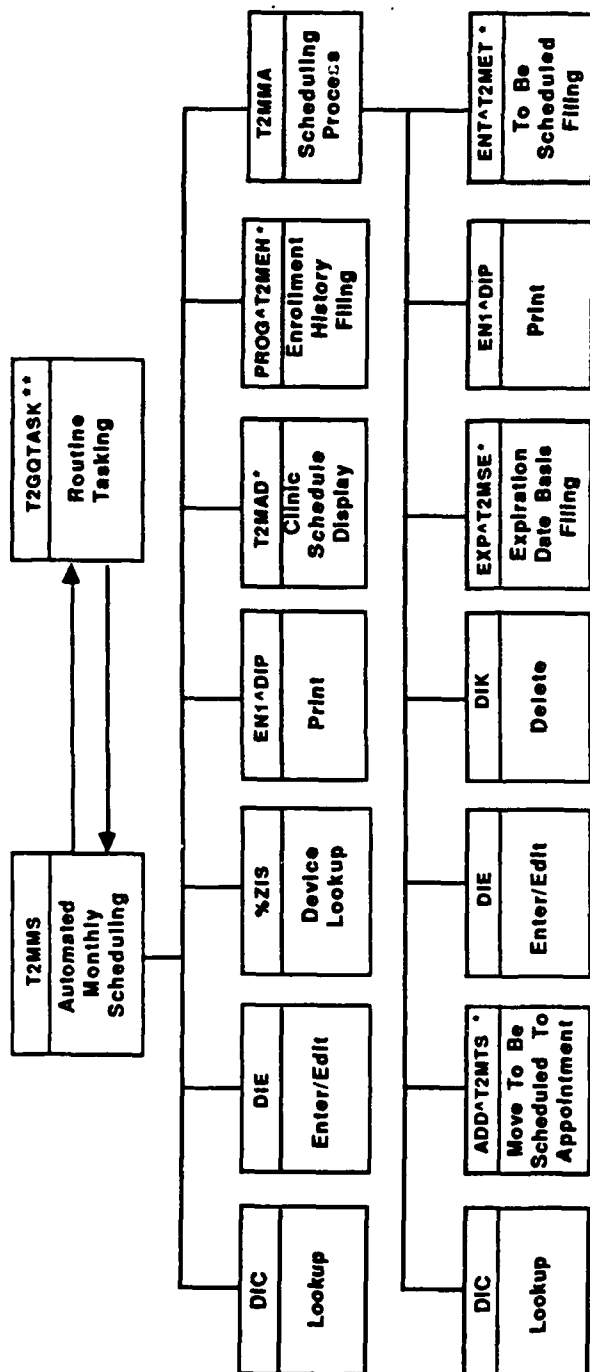 T2MMS
Automated
Monthly
Scheduling
T2GQTASK**
Routine
Tasking
DIC
Lookup
DIE
Enter/Edit
%ZIS
Device
Lookup
EN1^DIP
Print
T2MAD*
Clinic
Schedule
Display
PROG^T2MEH*
Enrollment
History
Filing
T2MMA
Scheduling
Process
DIC
Lookup
ADD^T2MTS *
Move To Be
Scheduled To
Appointment
DIE
Enter/Edit
DIK
Delete
EXP^T2MSE*
Expiration
Date Basis
Filing
EN1^DIP
Print
ENT^T2MET*
To Be
Scheduled
Filing